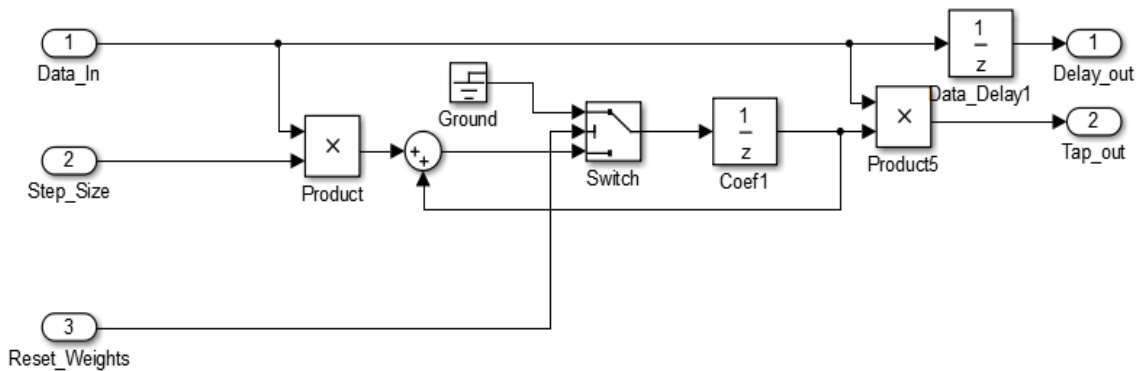 1
Data_In
1
z
Data_Delay1
1
Delay_out
Ground
2
Step_Size
×
Product
+
+
Switch
1
z
Coef1
×
Product5
2
Tap_out
3
Reset_Weights